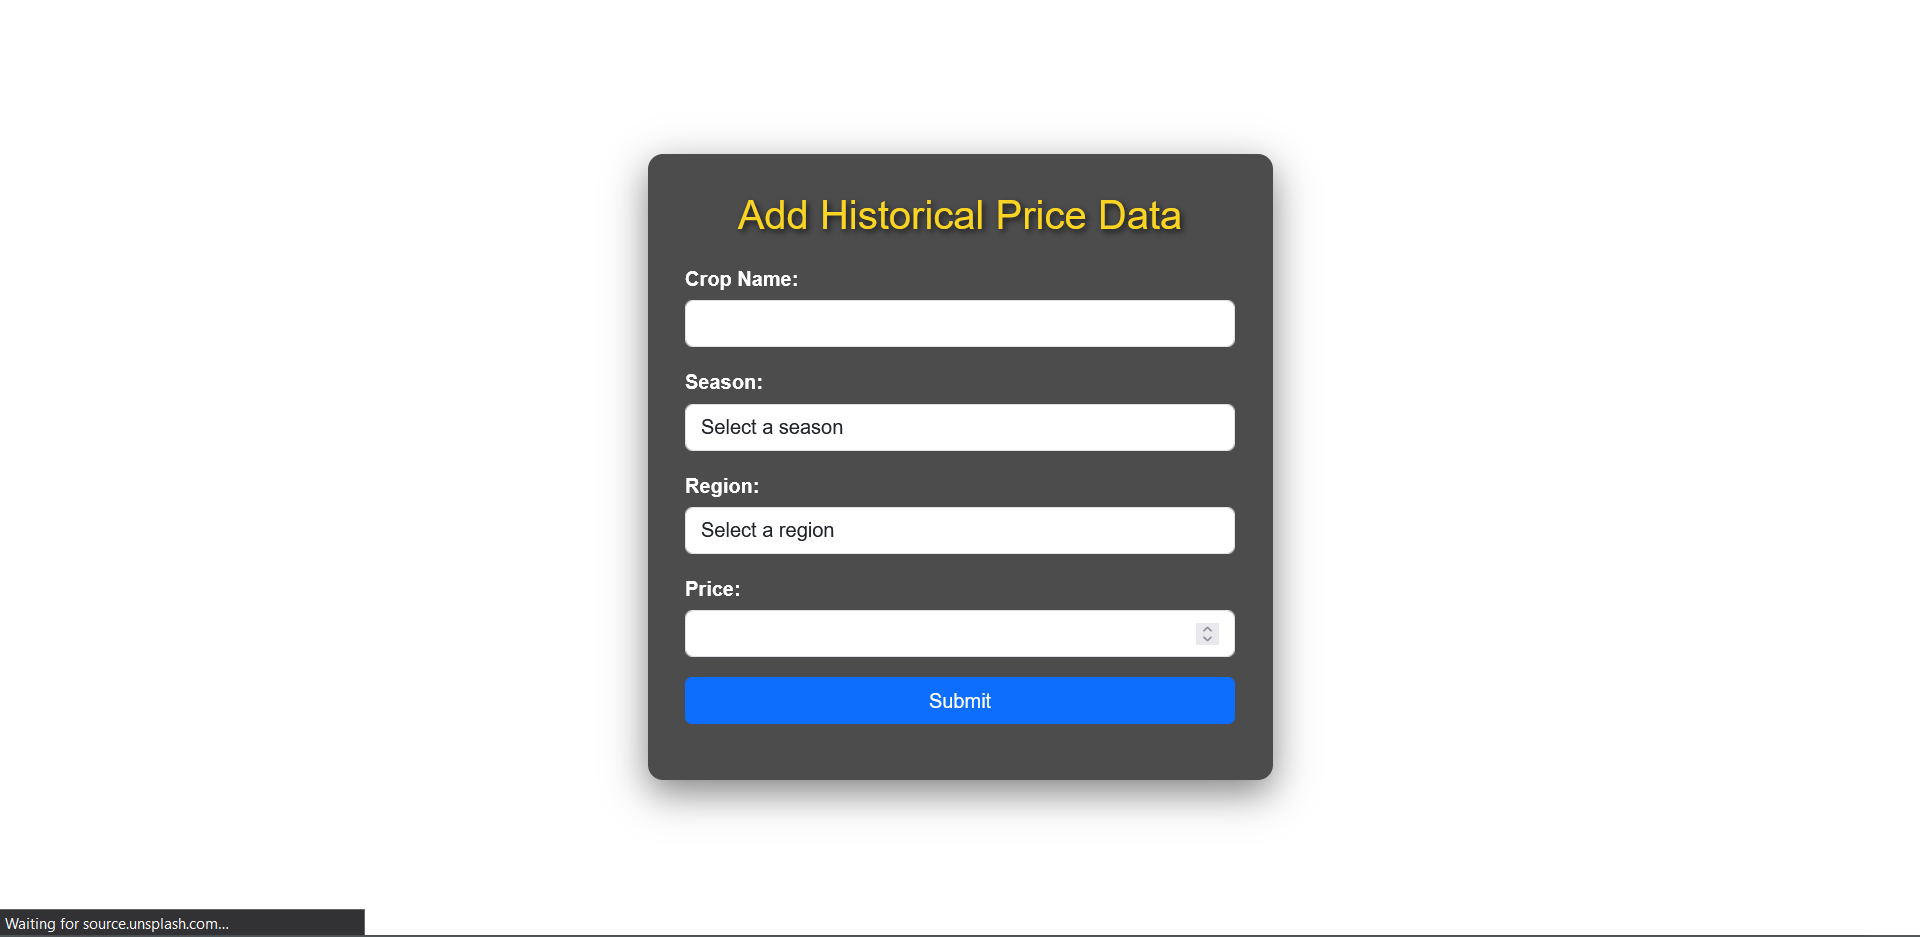 Add Historical Price Data
Crop Name:
Season:
Select a season
Region:
Select a region
Price:
Submit
Waiting for source.unsplash.com...